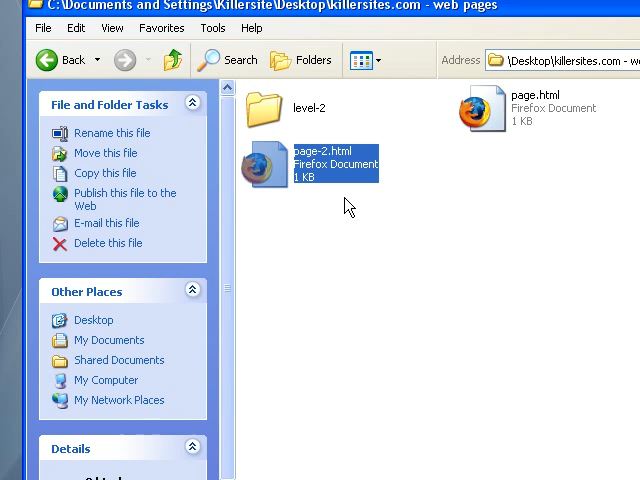 C:\Documents and Settings\Killersite\Desktop\killersites.com - web pages
File Edit View Favorites Tools Help
Back Search Folders Address \Desktop\killersites.com - we
File and Folder Tasks
Rename this file
Move this file
Copy this file
Publish this file to the
Web
E-mail this file
Delete this file
Other Places
Desktop
My Documents
Shared Documents
My Computer
My Network Places
Details
level-2
page.html
Firefox Document
1 KB
page-2.html
Firefox Document
1 KB